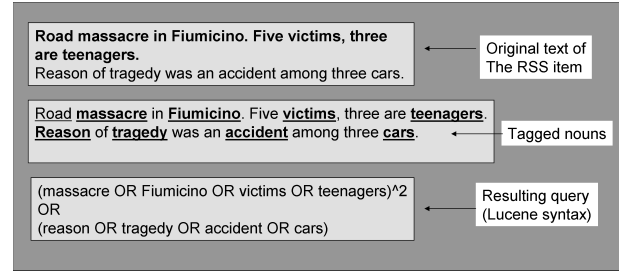 Road massacre in Fiumicino. Five victims, three
are teenagers.
Reason of tragedy was an accident among three cars.
Original text of
The RSS item
Road massacre in Fiumicino. Five victims, three are teenagers.
Reason of tragedy was an accident among three cars.
Tagged nouns
(massacre OR Fiumicino OR victims OR teenagers)^2
OR
(reason OR tragedy OR accident OR cars)
Resulting query
(Lucene syntax)